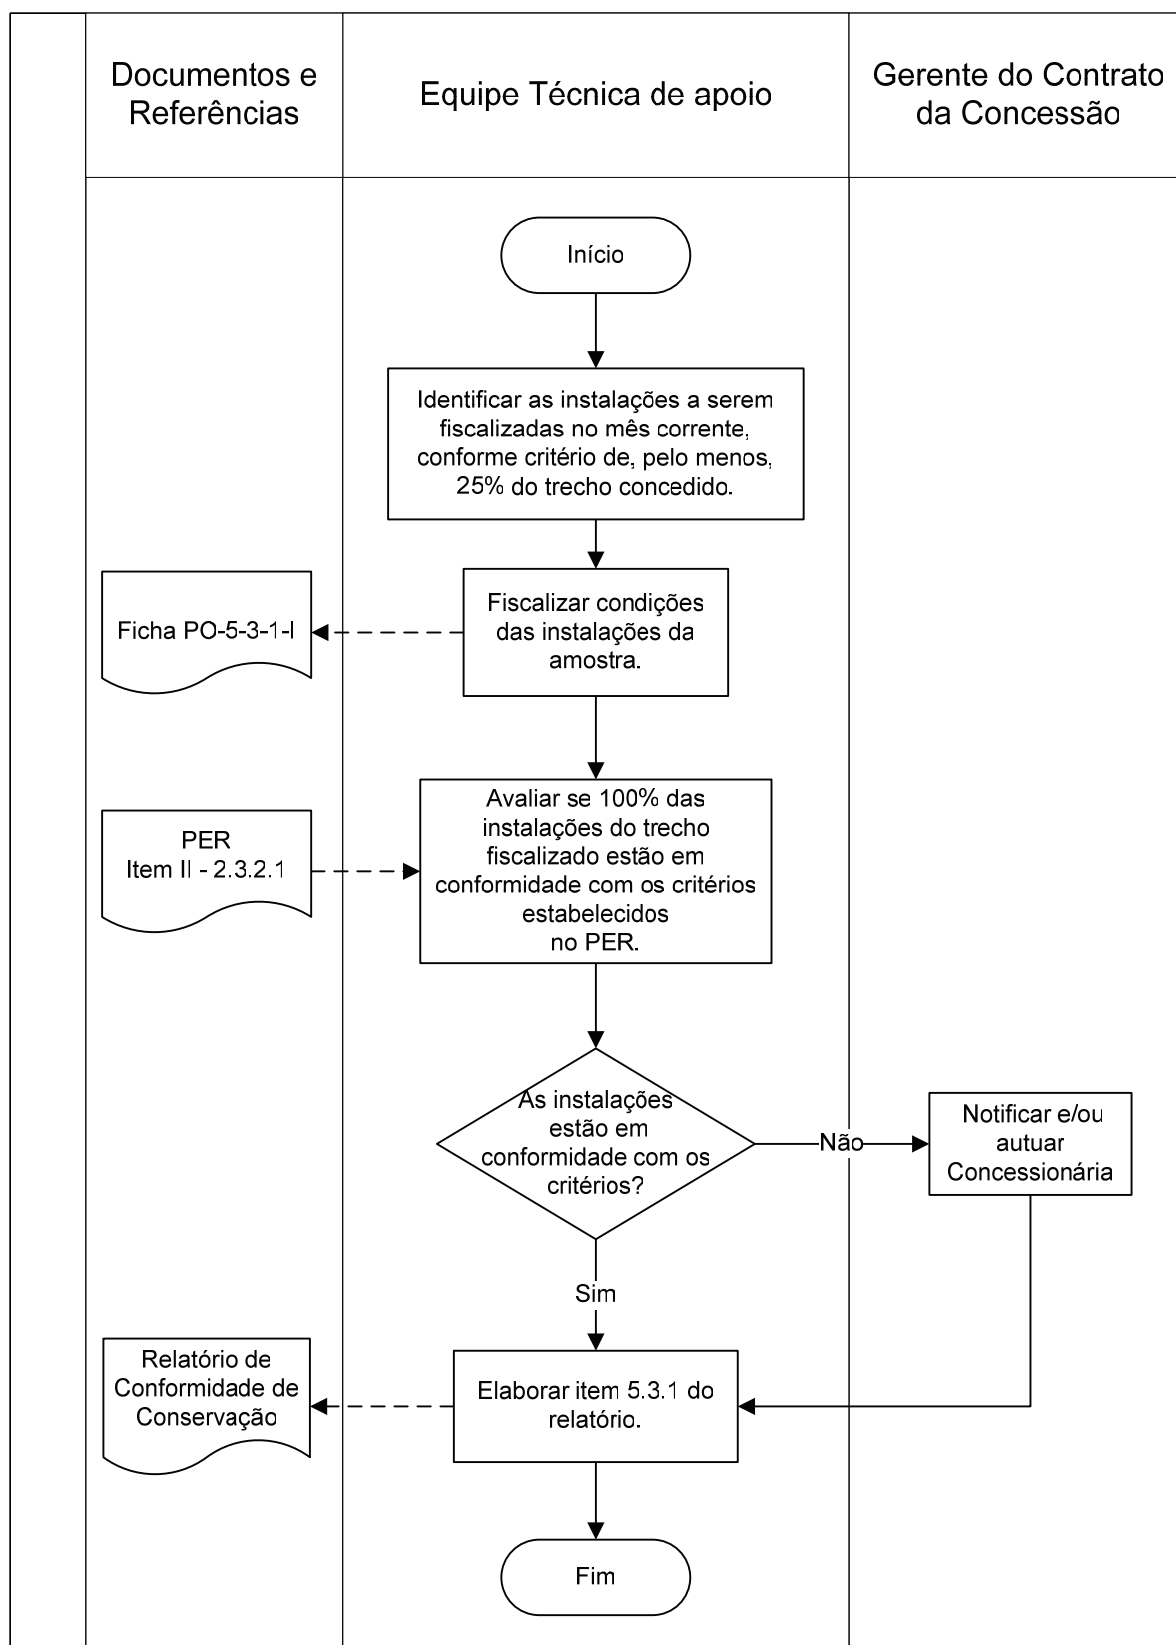 Documentos e
Referências
Equipe Técnica de apoio
Gerente do Contrato
da Concessão
Início
Identificar as instalações a serem
fiscalizadas no mês corrente,
conforme critério de, pelo menos,
25% do trecho concedido.
Ficha PO-5-3-1-I
Fiscalizar condições
das instalações da
amostra.
PER
Item II - 2.3.2.1
Avaliar se 100% das
instalações do trecho
fiscalizado estão em
conformidade com os critérios
estabelecidos
no PER.
As instalações
estão em
conformidade com os
critérios?
Não
Notificar e/ou
autuar
Concessionária
Sim
Relatório de
Conformidade de
Conservação
Elaborar item 5.3.1 do
relatório.
Fim